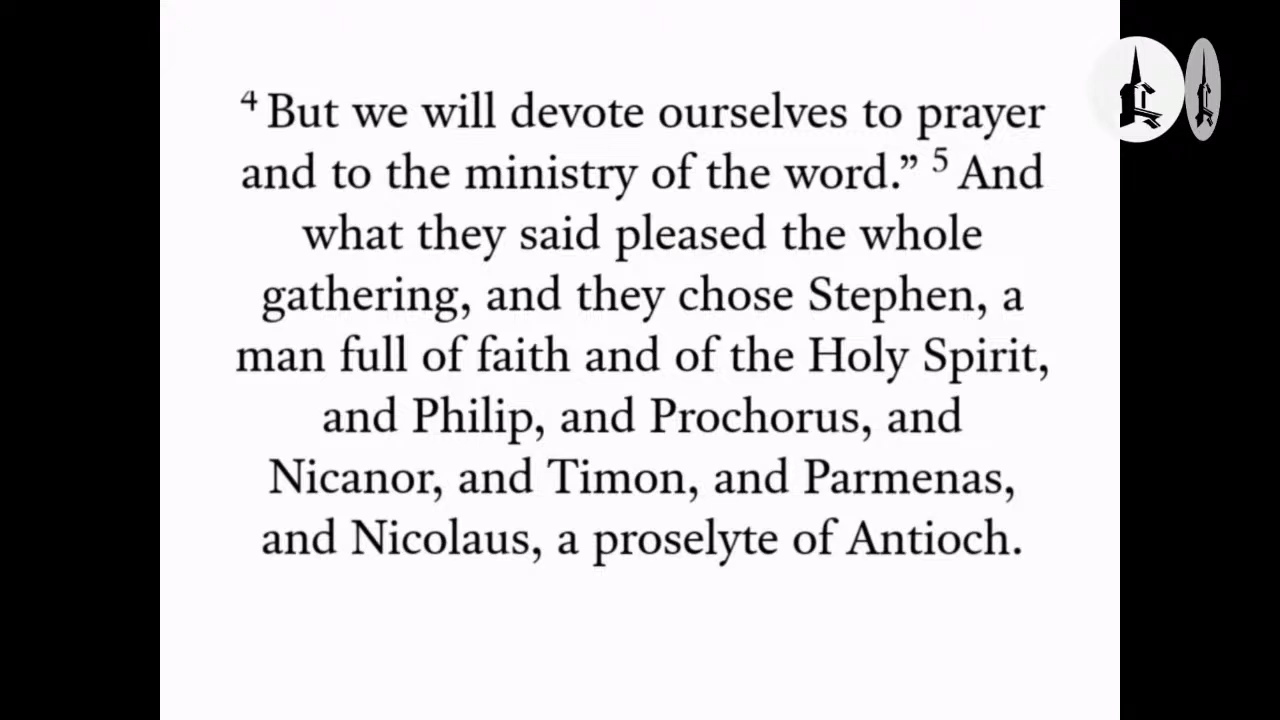 ⁴ But we will devote ourselves to prayer
and to the ministry of the word.” ⁵ And
what they said pleased the whole
gathering, and they chose Stephen, a
man full of faith and of the Holy Spirit,
and Philip, and Prochorus, and
Nicanor, and Timon, and Parmenas,
and Nicolaus, a proselyte of Antioch.